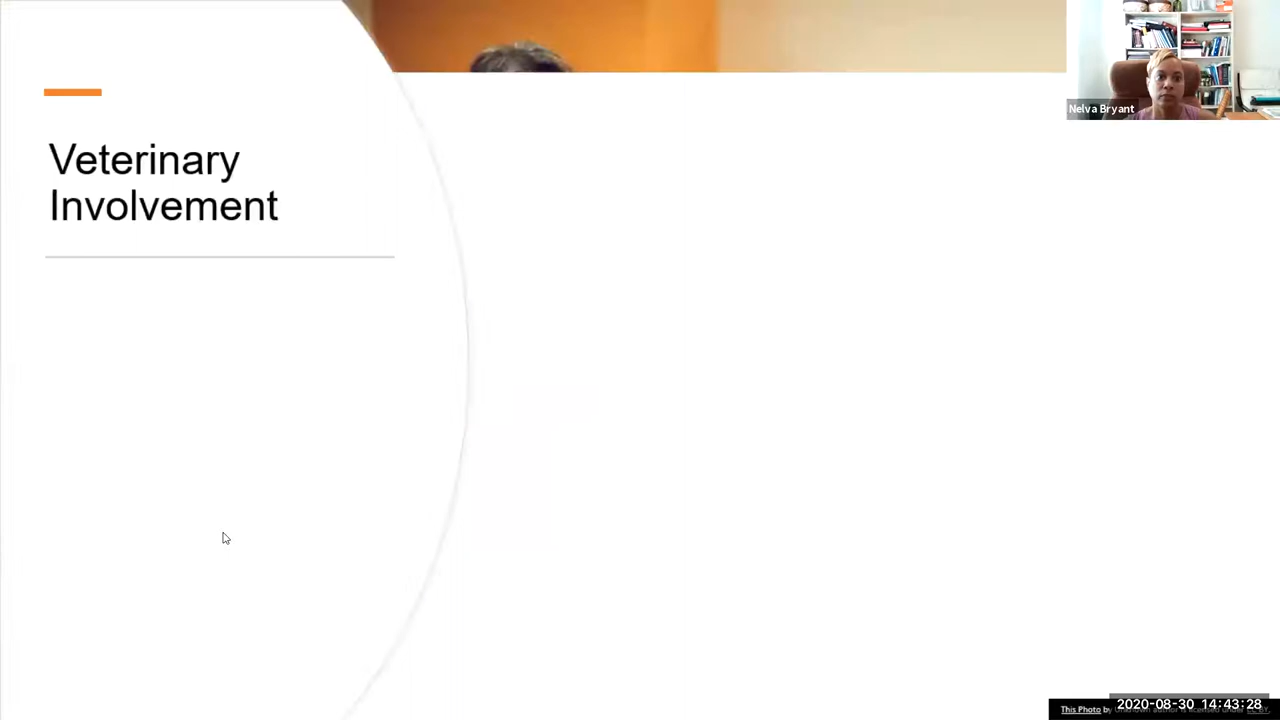 Veterinary
Involvement
Nelva Bryant
This Photo by
2020-08-30 14:43:28